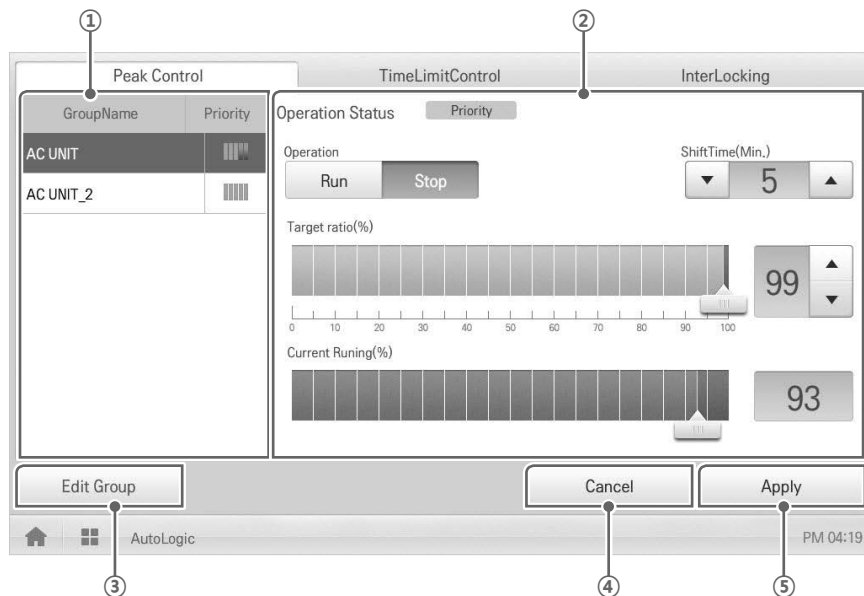 ① ②
Peak Control TimeLimitControl InterLocking
GroupName Priority Operation Status Priority
AC UNIT Operation ShiftTime(Min.)
AC UNIT_2 Run Stop 5
Target ratio(%)
99
0 10 20 30 40 50 60 70 80 90 100
Current Runing(%)
93
Edit Group Cancel Apply
AutoLogic PM 04:19
③ ④ ⑤